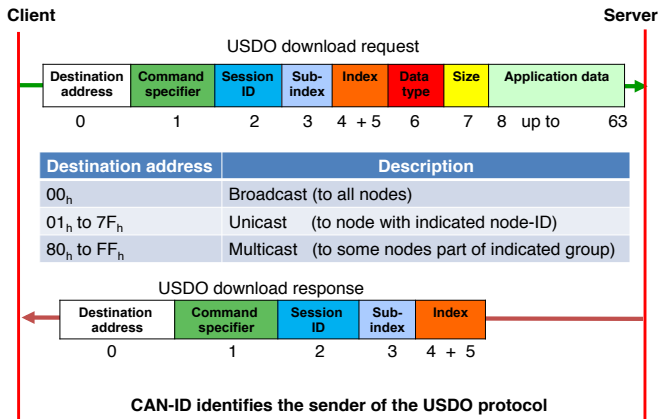 Client Server
USDO download request
Destination address Command specifier Session ID Sub-index Index Data type Size Application data
0 1 2 3 4 + 5 6 7 8 up to 63
Destination address Description
00h Broadcast (to all nodes)
01h to 7Fh Unicast (to node with indicated node-ID)
80h to FFh Multicast (to some nodes part of indicated group)
USDO download response
Destination address Command specifier Session ID Sub-index Index
0 1 2 3 4 + 5
CAN-ID identifies the sender of the USDO protocol